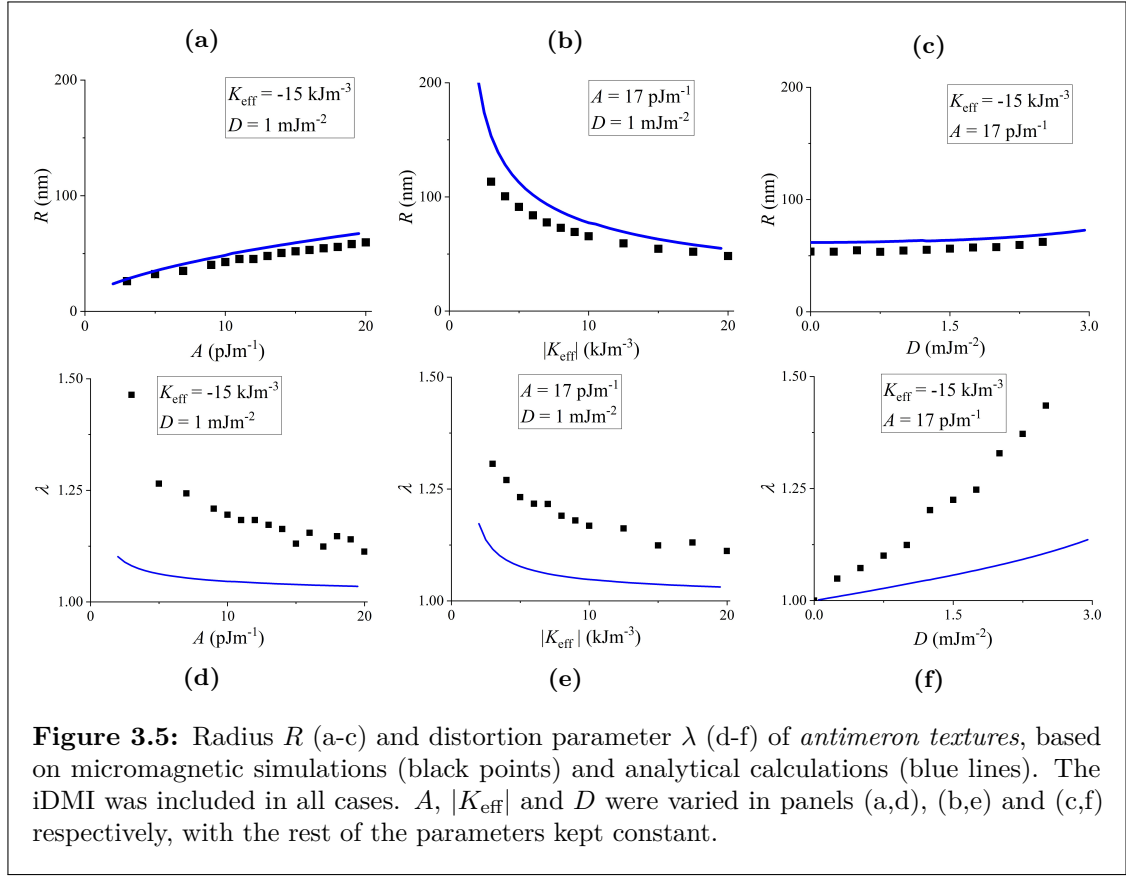 (a)
(b)
(c)
200
100
0
R (nm)
K_eff = -15 kJm⁻³
D = 1 mJm⁻²
0
10
20
A (pJm⁻¹)
200
100
0
R (nm)
A = 17 pJm⁻¹
D = 1 mJm⁻²
0
10
20
|K_eff| (kJm⁻³)
200
100
0
R (nm)
K_eff = -15 kJm⁻³
A = 17 pJm⁻¹
0.0
1.5
3.0
D (mJm⁻²)
1.50
1.25
1.00
λ
K_eff = -15 kJm⁻³
D = 1 mJm⁻²
0
10
20
A (pJm⁻¹)
1.50
1.25
1.00
λ
A = 17 pJm⁻¹
D = 1 mJm⁻²
0
10
20
|K_eff| (kJm⁻³)
1.50
1.25
1.00
λ
K_eff = -15 kJm⁻³
A = 17 pJm⁻¹
0.0
1.5
3.0
D (mJm⁻²)
(d)
(e)
(f)
Figure 3.5: Radius R (a-c) and distortion parameter λ (d-f) of antimeron textures, based
on micromagnetic simulations (black points) and analytical calculations (blue lines). The
iDMI was included in all cases. A, |K_eff| and D were varied in panels (a,d), (b,e) and (c,f)
respectively, with the rest of the parameters kept constant.